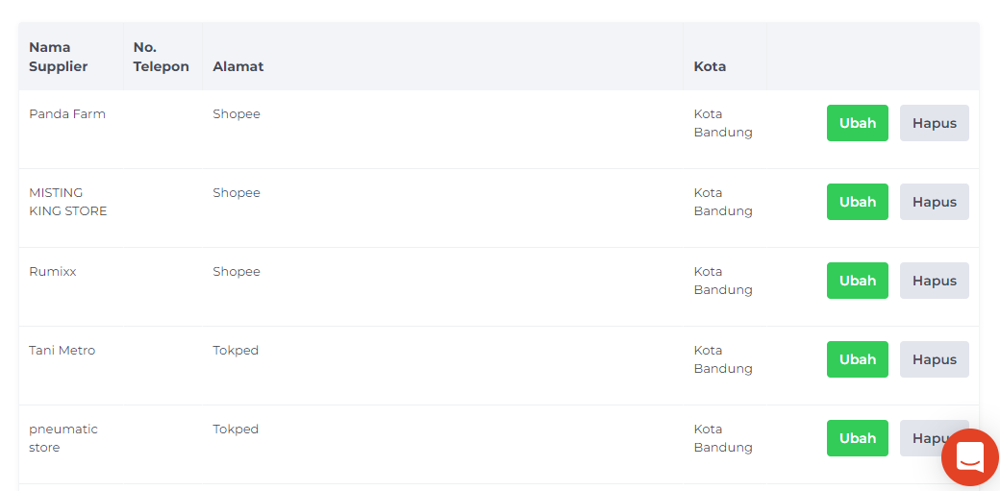 Nama Supplier No. Telepon Alamat Kota
Panda Farm Shopee Kota Bandung Ubah Hapus
MISTING KING STORE Shopee Kota Bandung Ubah Hapus
Rumixx Shopee Kota Bandung Ubah Hapus
Tani Metro Tokped Kota Bandung Ubah Hapus
pneumatic store Tokped Kota Bandung Ubah Hapu